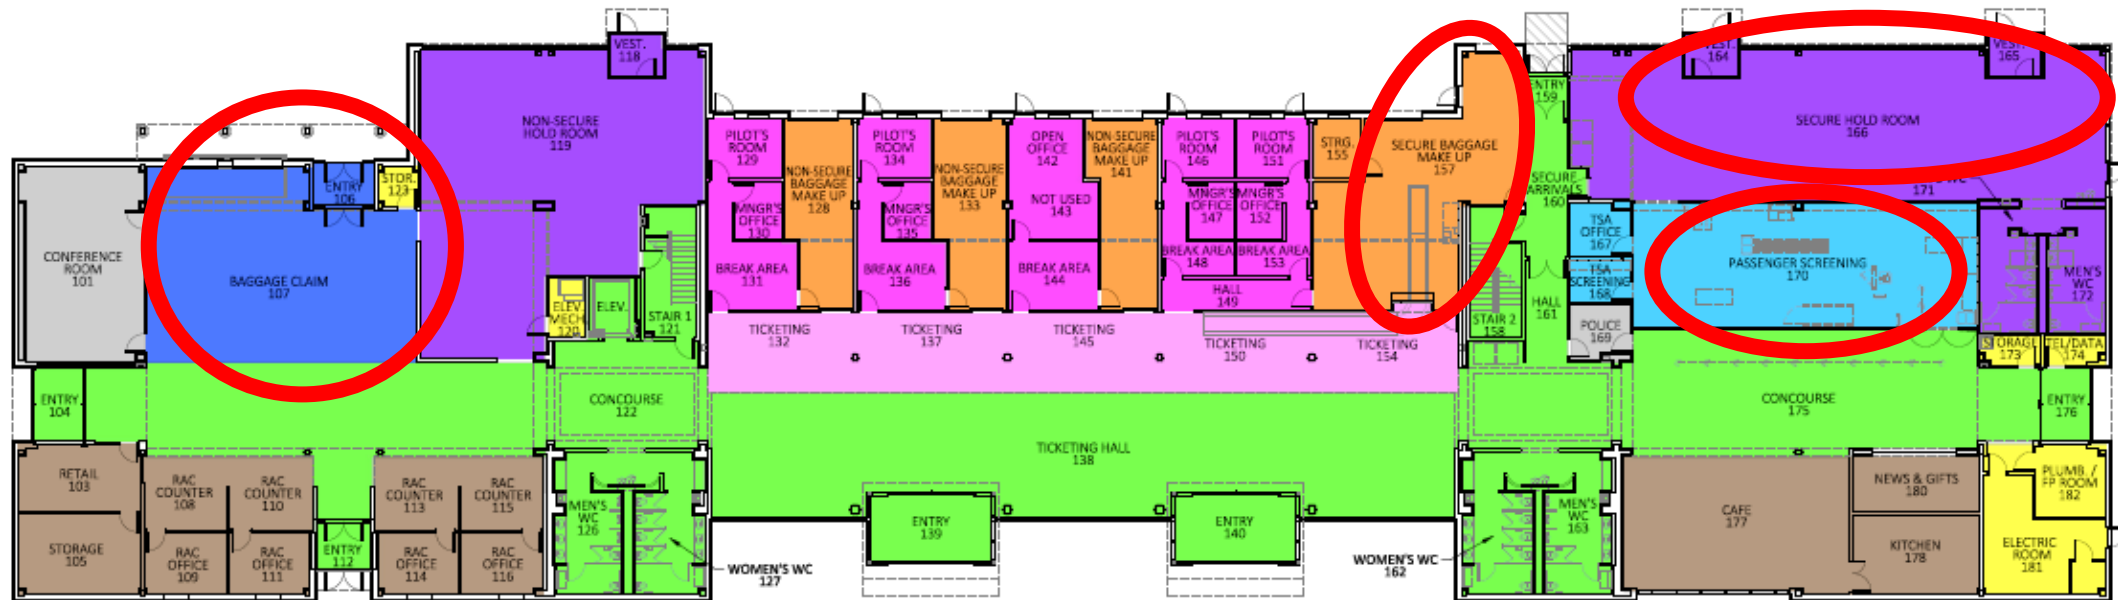 VEST.
118
NON-SECURE
HOLD ROOM
119
CONFERENCE
ROOM
101
BAGGAGE CLAIM
107
ENTRY
106
STOR.
123
ENTRY
104
RETAIL
103
STORAGE
105
RAC
COUNTER
108
RAC
COUNTER
110
RAC
OFFICE
109
RAC
OFFICE
111
ENTRY
112
RAC
COUNTER
113
RAC
COUNTER
115
RAC
OFFICE
114
RAC
OFFICE
116
ELEV.
MECH
120
ELEV.
STAIR 1
121
CONCOURSE
122
MEN'S
WC
126
WOMEN'S WC
127
PILOT'S
ROOM
129
MNGR'S
OFFICE
130
BREAK AREA
131
NON-SECURE
BAGGAGE
MAKE UP
128
PILOT'S
ROOM
134
MNGR'S
OFFICE
135
BREAK AREA
136
NON-SECURE
BAGGAGE
MAKE UP
133
OPEN
OFFICE
142
NOT USED
143
BREAK AREA
144
NON-SECURE
BAGGAGE
MAKE UP
141
PILOT'S
ROOM
146
MNGR'S
OFFICE
147
BREAK AREA
148
PILOT'S
ROOM
151
MNGR'S
OFFICE
152
BREAK AREA
153
HALL
149
STRG.
155
SECURE BAGGAGE
MAKE UP
157
TICKETING
132
TICKETING
137
TICKETING
145
TICKETING
150
TICKETING
154
TICKETING HALL
138
ENTRY
139
ENTRY
140
ENTRY
159
SECURE
ARRIVALS
160
STAIR 2
158
HALL
161
WOMEN'S WC
162
MEN'S
WC
163
VEST.
164
VEST.
165
SECURE HOLD ROOM
166
TSA
OFFICE
167
TSA
SCREENING
168
POLICE
169
PASSENGER SCREENING
170
WC
171
MEN'S
WC
172
ORAGE
173
TEL/DATA
174
CONCOURSE
175
ENTRY
176
CAFE
177
NEWS & GIFTS
180
KITCHEN
178
PLUMB. /
FP ROOM
182
ELECTRIC
ROOM
181